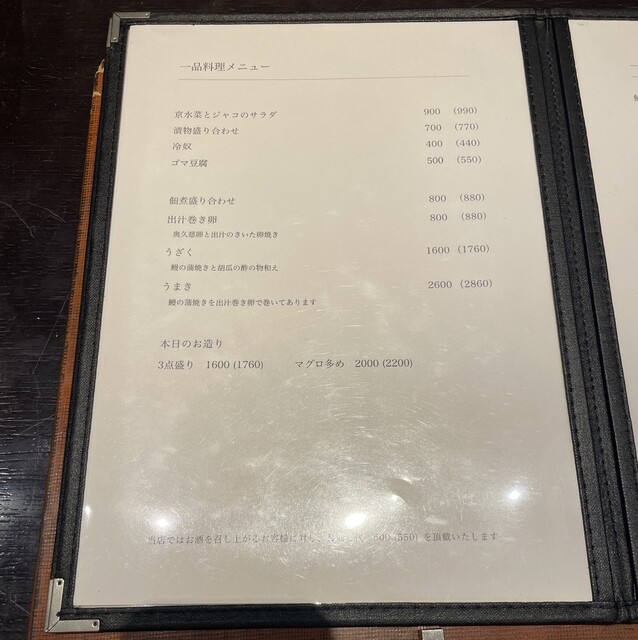 一品料理メニュー
京水菜とジャコのサラダ 900 (990)
漬物盛り合わせ 700 (770)
冷奴 400 (440)
ゴマ豆腐 500 (550)
佃煮盛り合わせ 800 (880)
出汁巻き卵 800 (880)
奥久慈卵と出汁のきいた卵焼き
うざく 1600 (1760)
鰻の蒲焼きと胡瓜の酢の物和え
うまき 2600 (2860)
鰻の蒲焼きを出汁巻き卵で巻いてあります
本日のお造り
3点盛り 1600 (1760) マグロ多め 2000 (2200)
当店ではお酒を召し上がるお客様に対し、 500 (550) を頂戴いたします